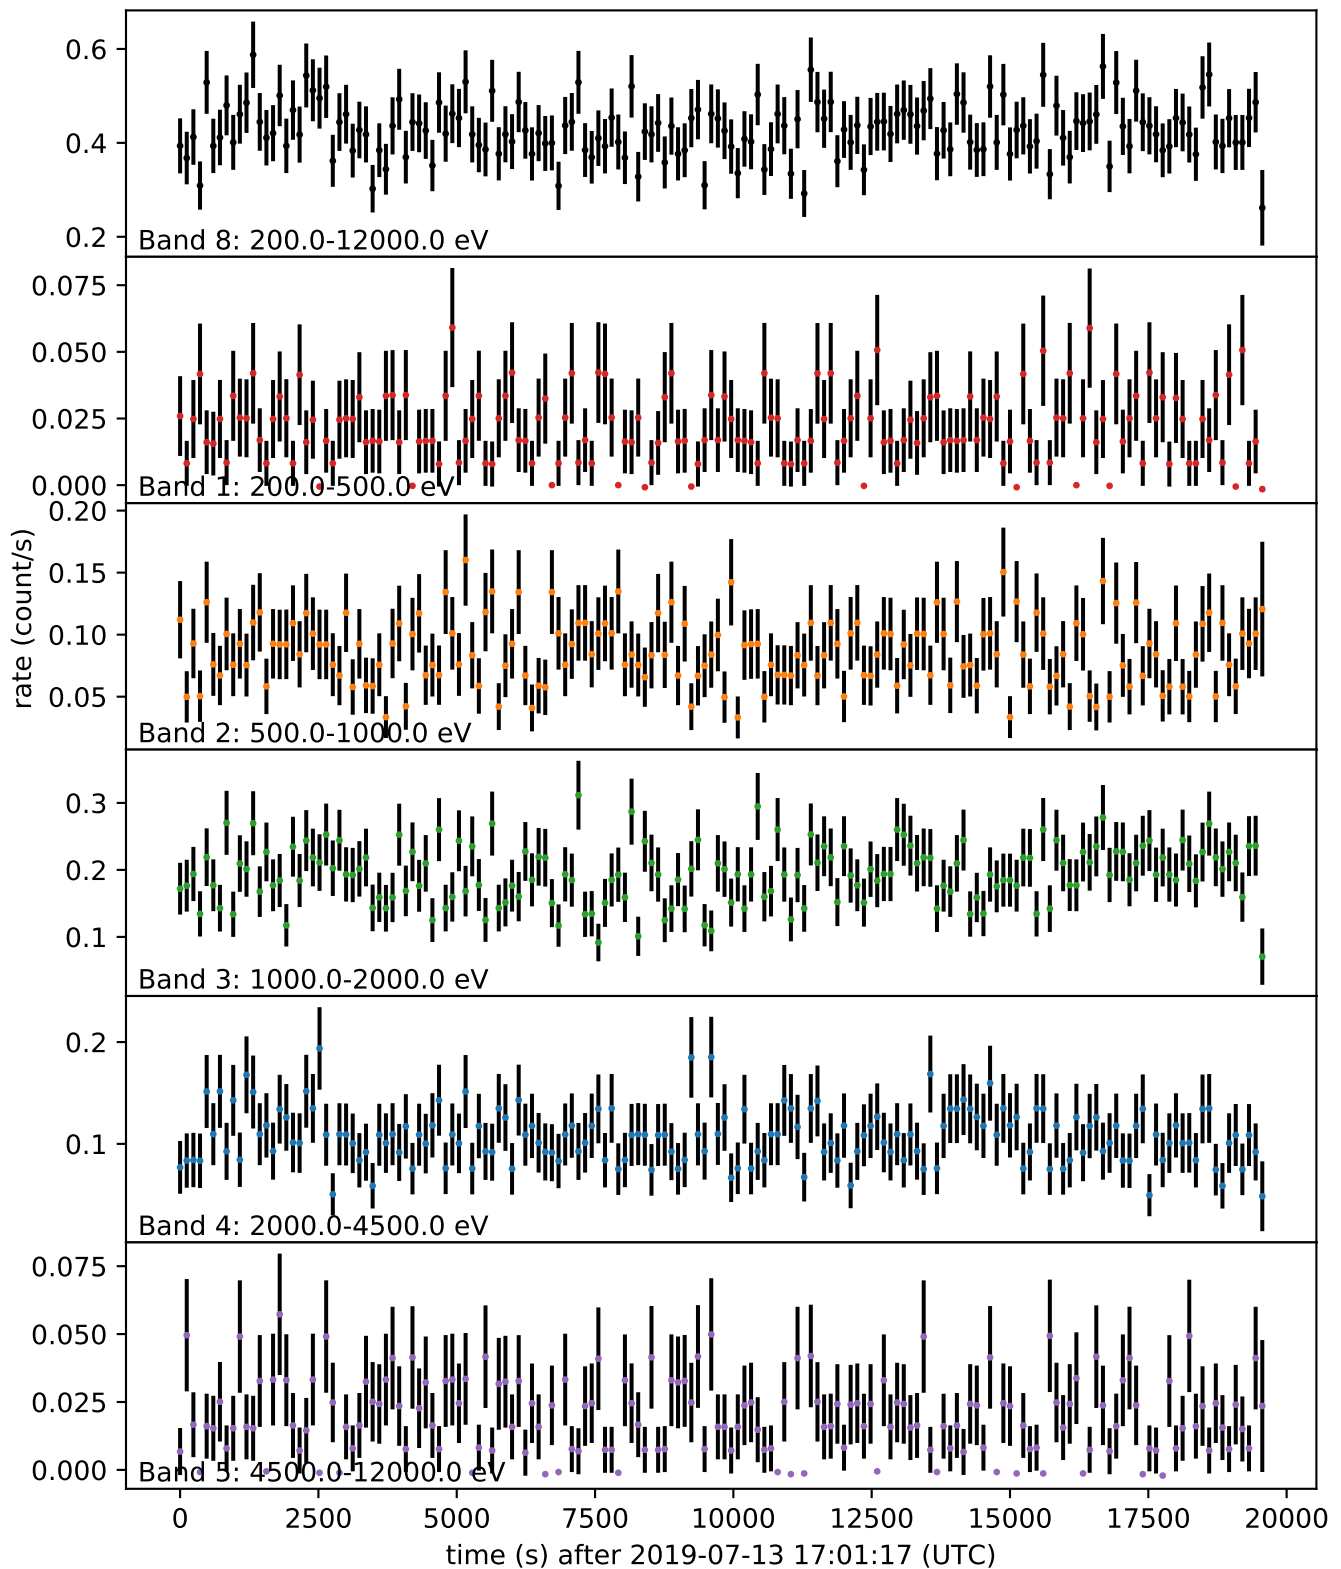 0.6
0.4
0.2
Band 8: 200.0-12000.0 eV
0.075
0.050
0.025
0.000
Band 1: 200.0-500.0 eV
0.20
0.15
0.10
0.05
Band 2: 500.0-1000.0 eV
rate (count/s)
0.3
0.2
0.1
Band 3: 1000.0-2000.0 eV
0.2
0.1
Band 4: 2000.0-4500.0 eV
0.075
0.050
0.025
0.000
Band 5: 4500.0-12000.0 eV
0 2500 5000 7500 10000 12500 15000 17500 20000
time (s) after 2019-07-13 17:01:17 (UTC)